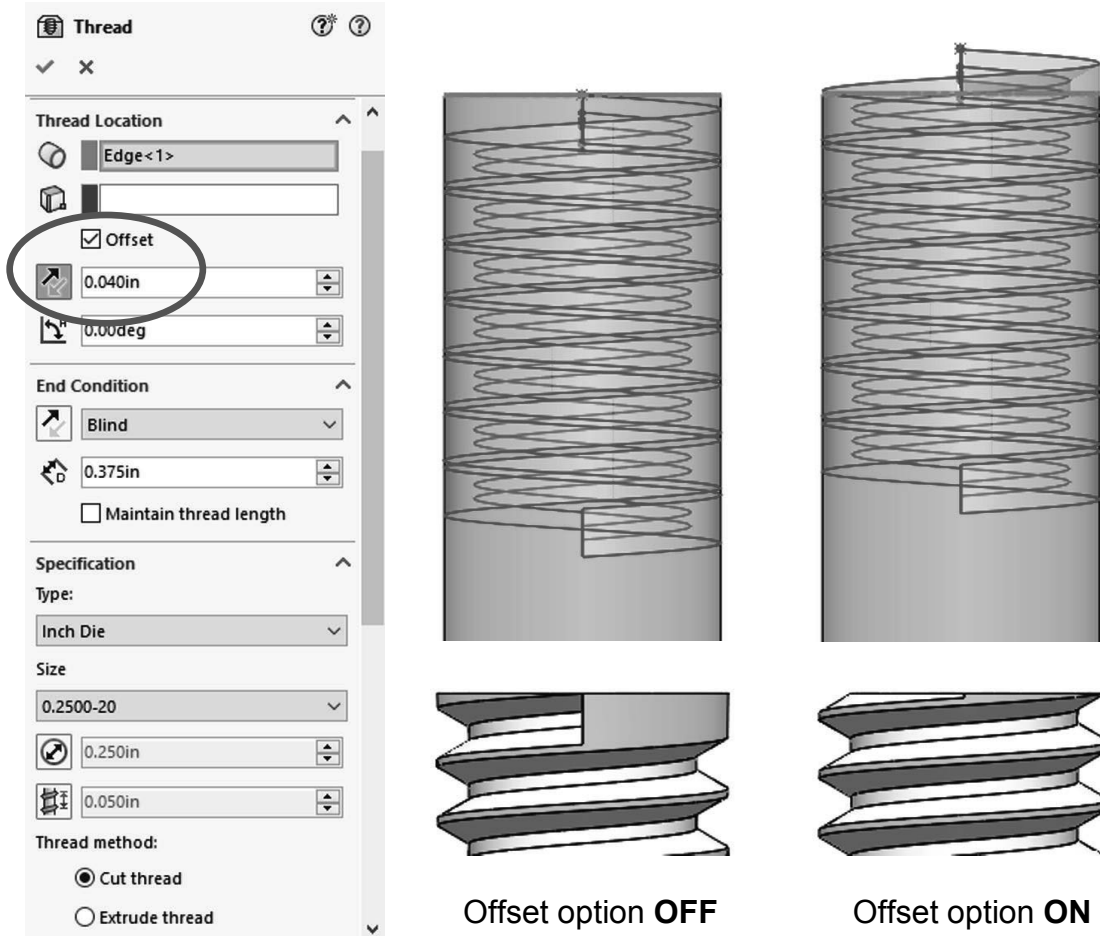 Thread
Thread Location
Edge<1>
Offset
0.040in
0.00deg
End Condition
Blind
D
0.375in
Maintain thread length
Specification
Type:
Inch Die
Size
0.2500-20
0.250in
0.050in
Thread method:
Cut thread
Extrude thread
Offset option OFF
Offset option ON